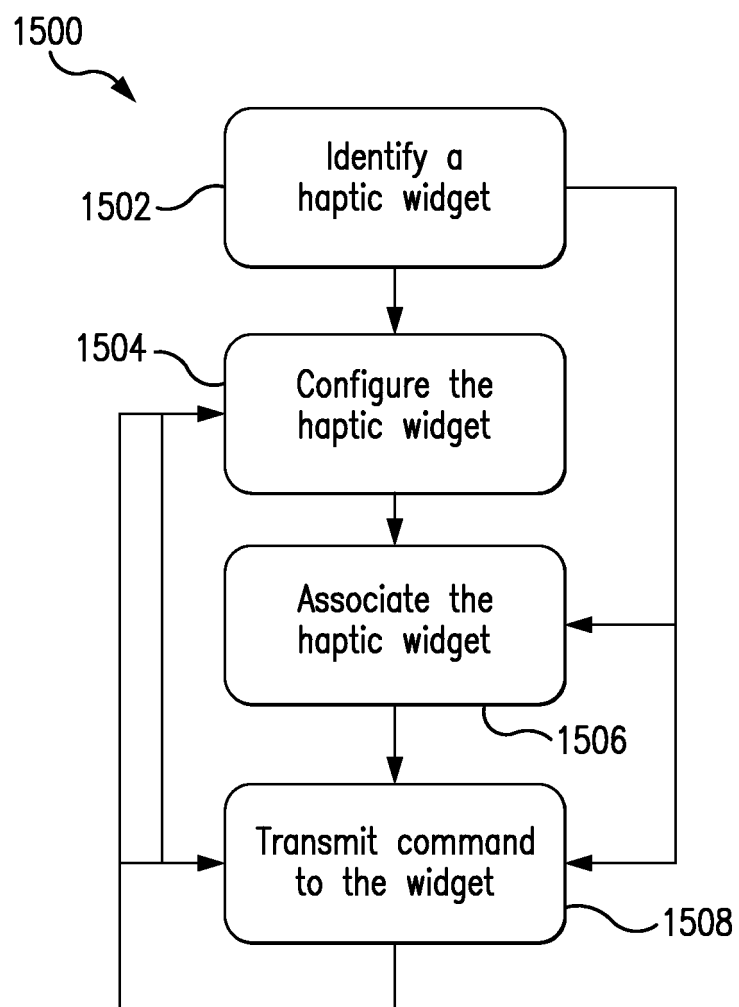 1500
Identify a
haptic widget
1502
1504
Configure the
haptic widget
Associate the
haptic widget
1506
Transmit command
to the widget
1508